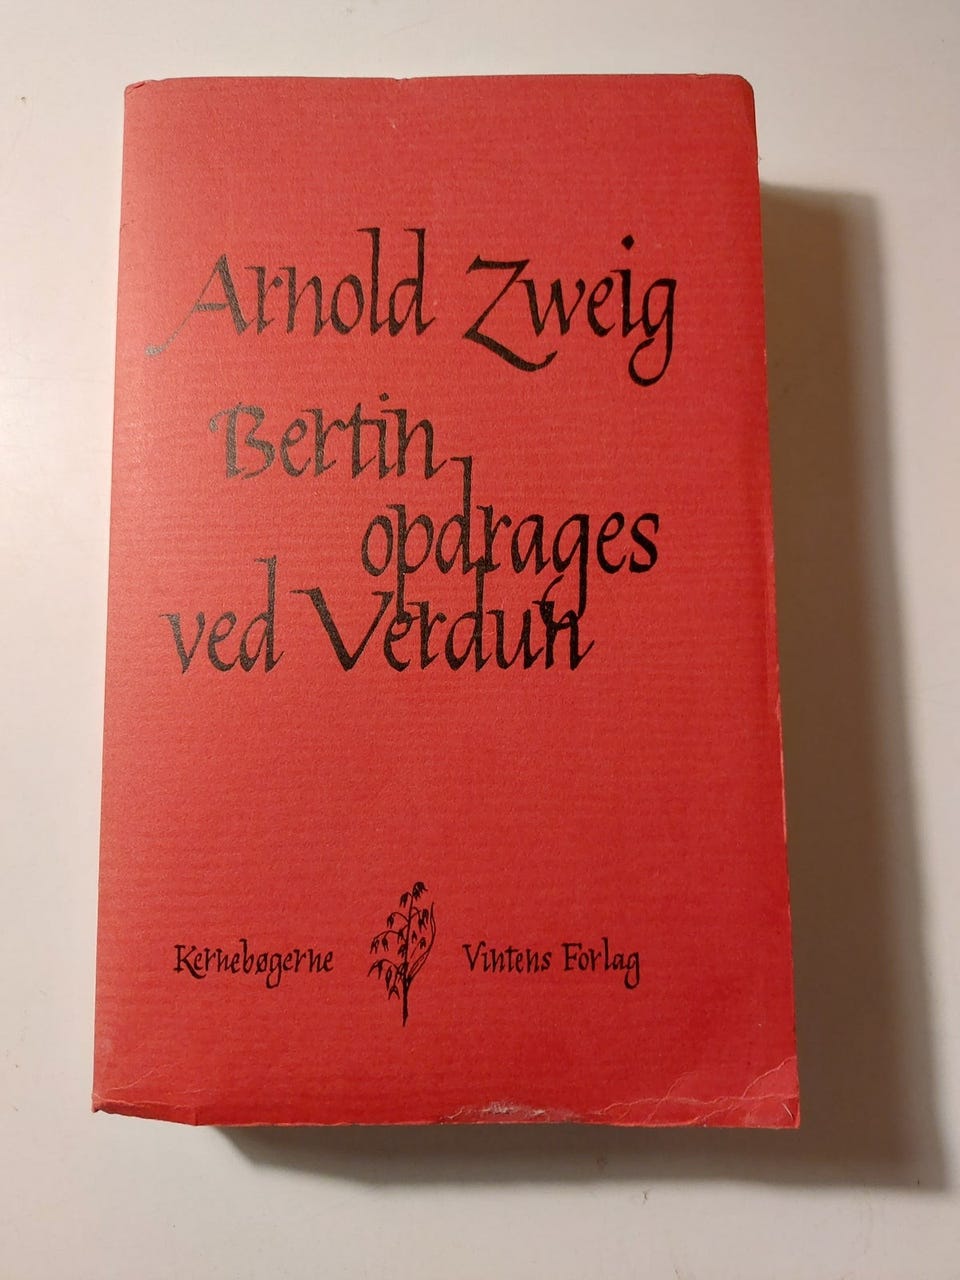 Arnold Zweig
Bertin
opdrages
ved Verdun
Kernebøgerne Vintens Forlag